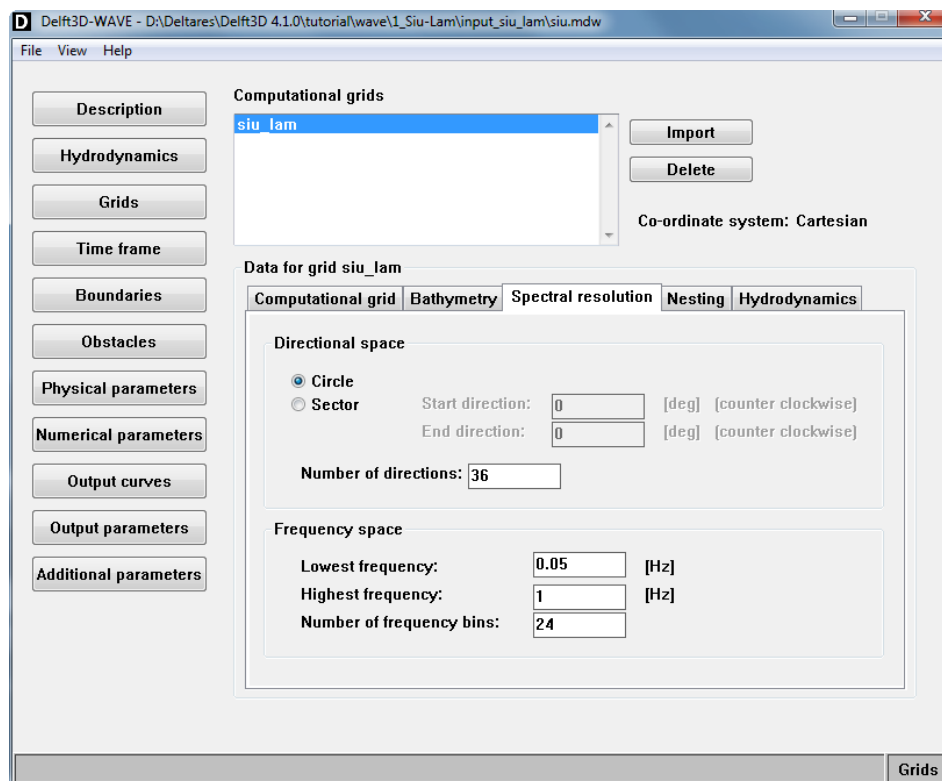 D Delft3D-WAVE - D:\Deltares\Delft3D 4.1.0\tutorial\wave\1_Siu-Lam\input_siu_lam\siu.mdw
File View Help
Description
Hydrodynamics
Grids
Time frame
Boundaries
Obstacles
Physical parameters
Numerical parameters
Output curves
Output parameters
Additional parameters
Computational grids
siu_lam
Import
Delete
Co-ordinate system: Cartesian
Data for grid siu_lam
Computational grid Bathymetry Spectral resolution Nesting Hydrodynamics
Directional space
Circle
Sector Start direction: 0 [deg] (counter clockwise)
End direction: 0 [deg] (counter clockwise)
Number of directions: 36
Frequency space
Lowest frequency: 0.05 [Hz]
Highest frequency: 1 [Hz]
Number of frequency bins: 24
Grids